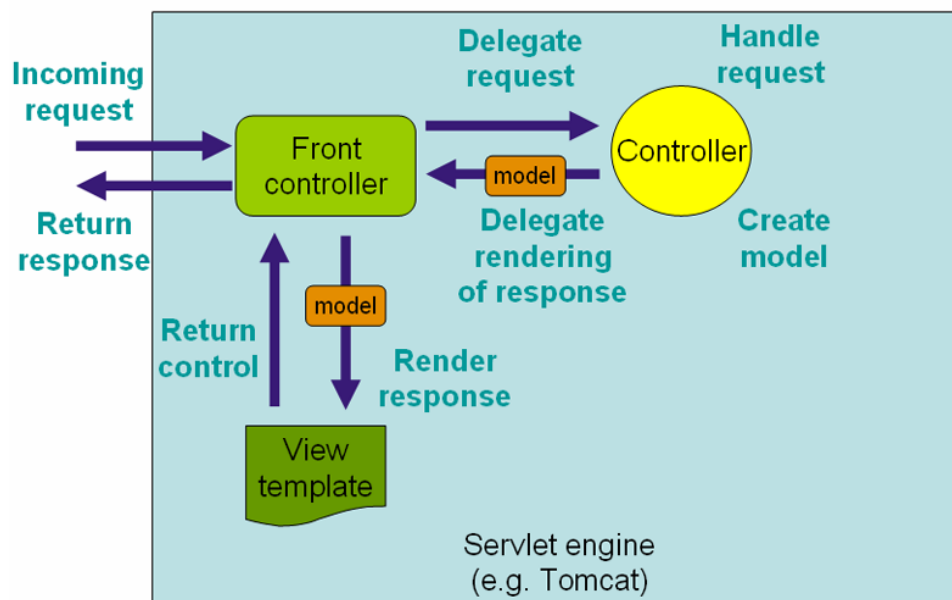 Incoming
request
Return
response
Front
controller
Delegate
request
Handle
request
Controller
model
Delegate
rendering
of response
Create
model
model
Return
control
Render
response
View
template
Servlet engine
(e.g. Tomcat)